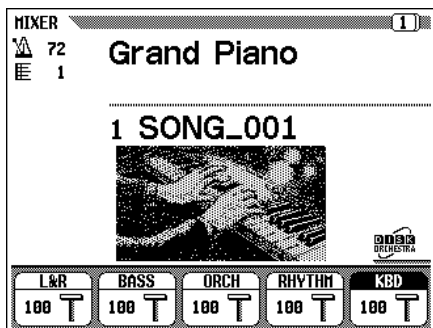 MIXER 1
72
1
Grand Piano
1 SONG_001
DISK
ORCHESTRA
L&R BASS ORCH RHYTHM KBD
100 100 100 100 100